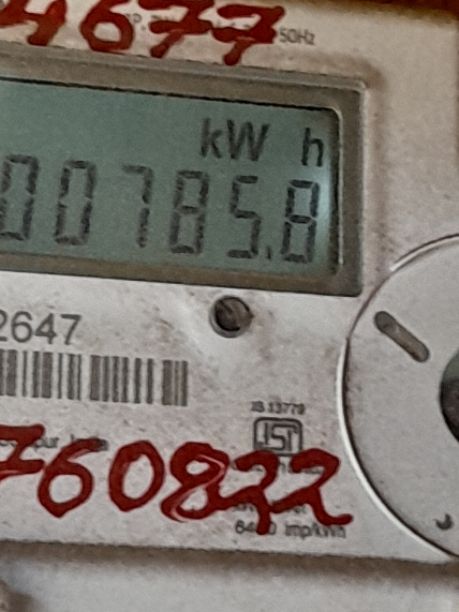 4677
50Hz
kW h
00785.8
2647
IS 13779
760822
6400 imp/kWh